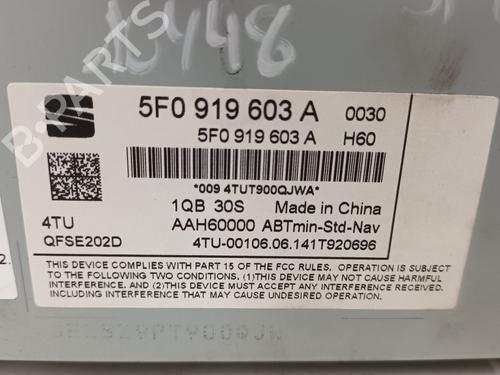 5F0 919 603 A 0030
5F0 919 603 A H60
*009 4TUT900QJWA*
1QB 30S Made in China
4TU AAH60000 ABTmin-Std-Nav
QFSE202D 4TU-00106.06.141T920696
THIS DEVICE COMPLIES WITH PART 15 OF THE FCC RULES. OPERATION IS SUBJECT
TO THE FOLLOWING TWO CONDITIONS. (1)THIS DEVICE MAY NOT CAUSE HARMFUL
INTERFERENCE AND (2)THIS DEVICE MUST ACCEPT ANY INTERFERENCE RECEIVED
INCLUDING INTERFERENCE THAT MAY CAUSE UNDESIRED OPERATION.
B-PARTS